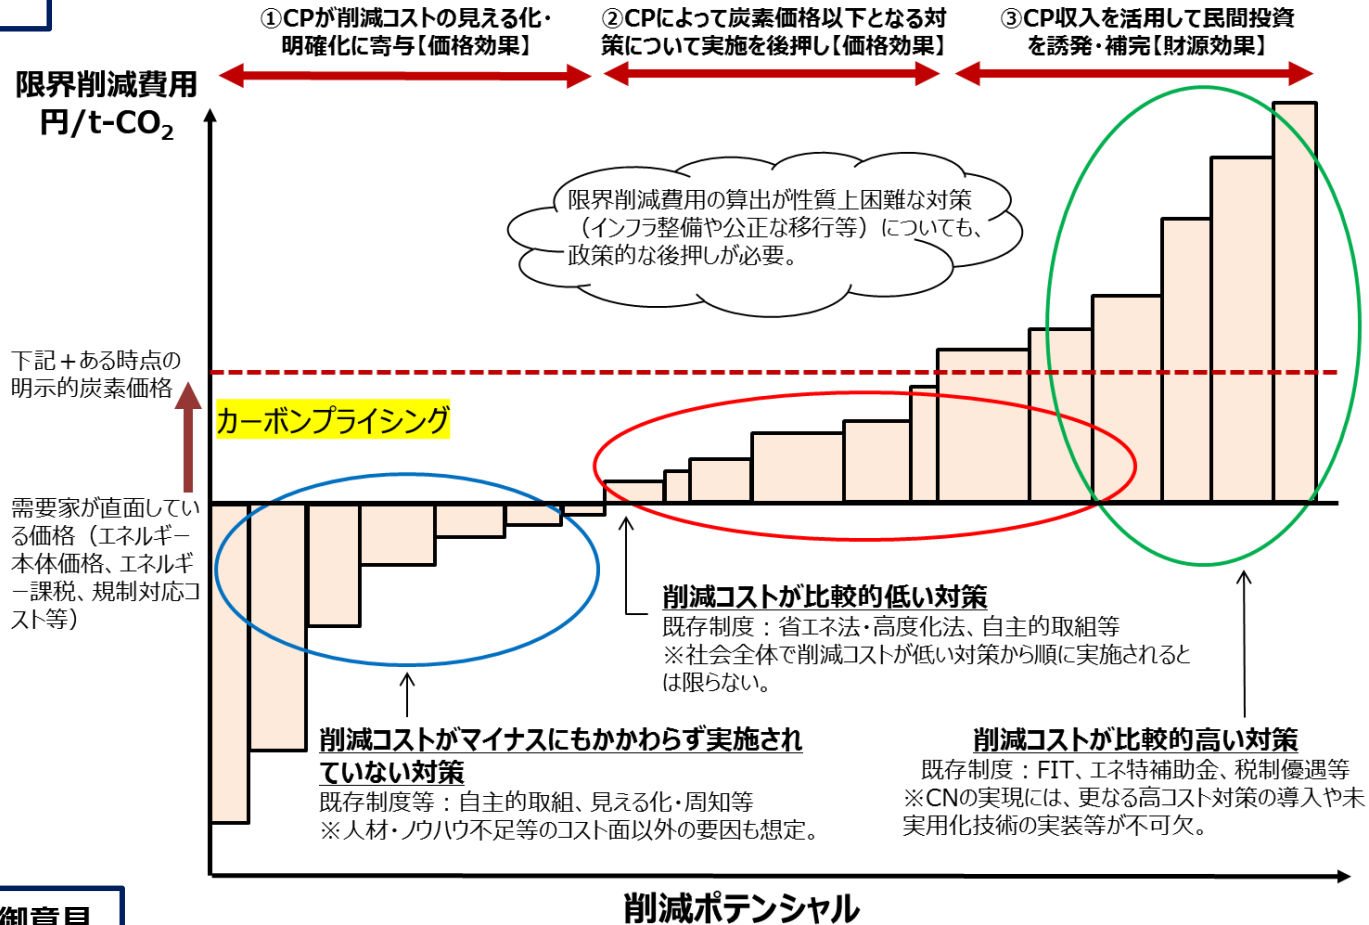 ①CPが削減コストの見える化・
明確化に寄与【価格効果】
②CPによって炭素価格以下となる対
策について実施を後押し【価格効果】
③CP収入を活用して民間投資
を誘発・補完【財源効果】
限界削減費用
円/t-CO₂
限界削減費用の算出が性質上困難な対策
（インフラ整備や公正な移行等）についても、
政策的な後押しが必要。
下記＋ある時点の
明示的炭素価格
カーボンプライシング
需要家が直面してい
る価格（エネルギー
本体価格、エネルギ
ー課税、規制対応コ
スト等）
削減コストが比較的低い対策
既存制度：省エネ法・高度化法、自主的取組等
※社会全体で削減コストが低い対策から順に実施されると
は限らない。
削減コストがマイナスにもかかわらず実施され
ていない対策
既存制度等：自主的取組、見える化・周知等
※人材・ノウハウ不足等のコスト面以外の要因も想定。
削減コストが比較的高い対策
既存制度：FIT、エネ特補助金、税制優遇等
※CNの実現には、更なる高コスト対策の導入や未
実用化技術の実装等が不可欠。
削減ポテンシャル
御意見